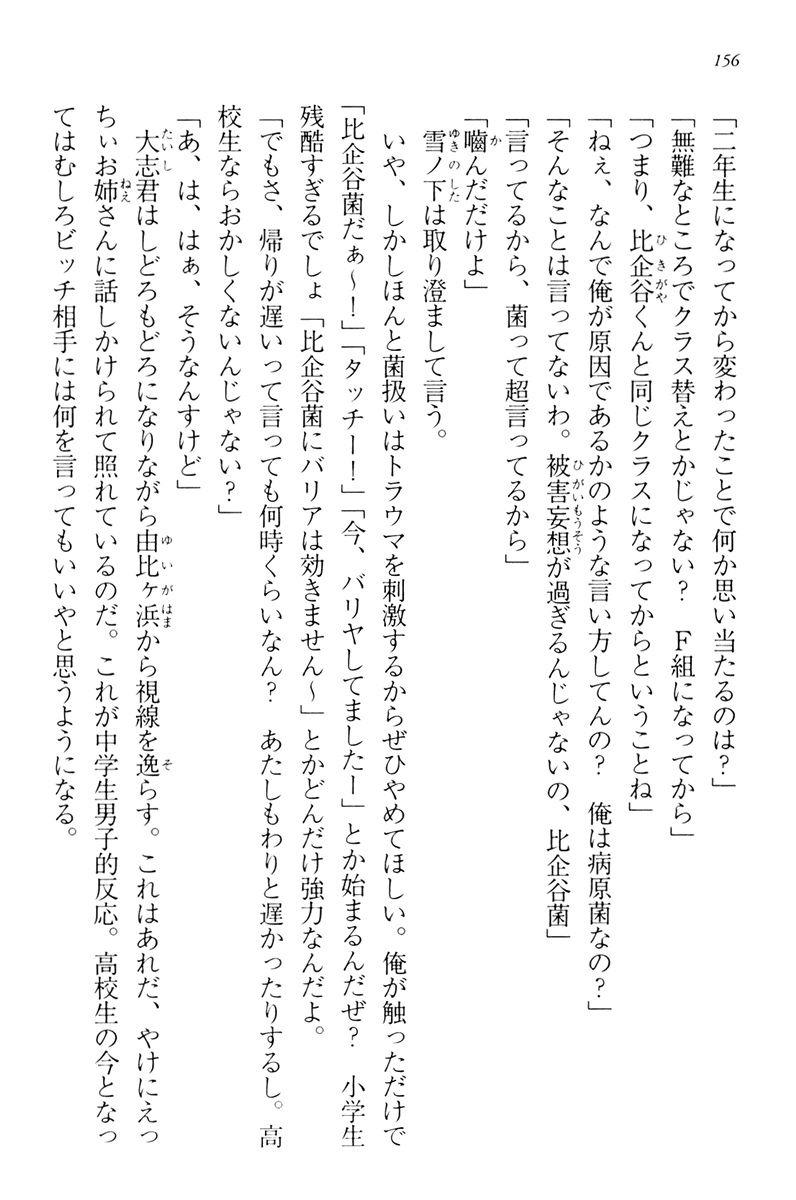 156
「二年生になってから変わったことで何か思い当たるのは？」
「無難なところでクラス替えとかじゃない？　Ｆ組になってから」
「つまり、比企谷くんと同じクラスになってからということね」
「ねぇ、なんで俺が原因であるかのような言い方してんの？　俺は病原菌なの？」
「そんなことは言ってないわ。被害妄想が過ぎるんじゃないの、比企谷菌」
「言ってるから、菌って超言ってるから」
「嚙んだだけよ」
雪ノ下は取り澄まして言う。
いや、しかしほんと菌扱いはトラウマを刺激するからぜひやめてほしい。俺が触っただけで
「比企谷菌だぁ〜！」「タッチー！」「今、バリヤしてましたー」とか始まるんだぜ？　小学生
残酷すぎるでしょ「比企谷菌にバリアは効きません〜」とかどんだけ強力なんだよ。
「でもさ、帰りが遅いって言っても何時くらいなん？　あたしもわりと遅かったりするし。高
校生ならおかしくないんじゃない？」
「あ、は、はぁ、そうなんすけど」
大志君はしどろもどろになりながら由比ヶ浜から視線を逸らす。これはあれだ、やけにえっ
ちぃお姉さんに話しかけられて照れているのだ。これが中学生男子的反応。高校生の今となっ
てはむしろビッチ相手には何を言ってもいいやと思うようになる。